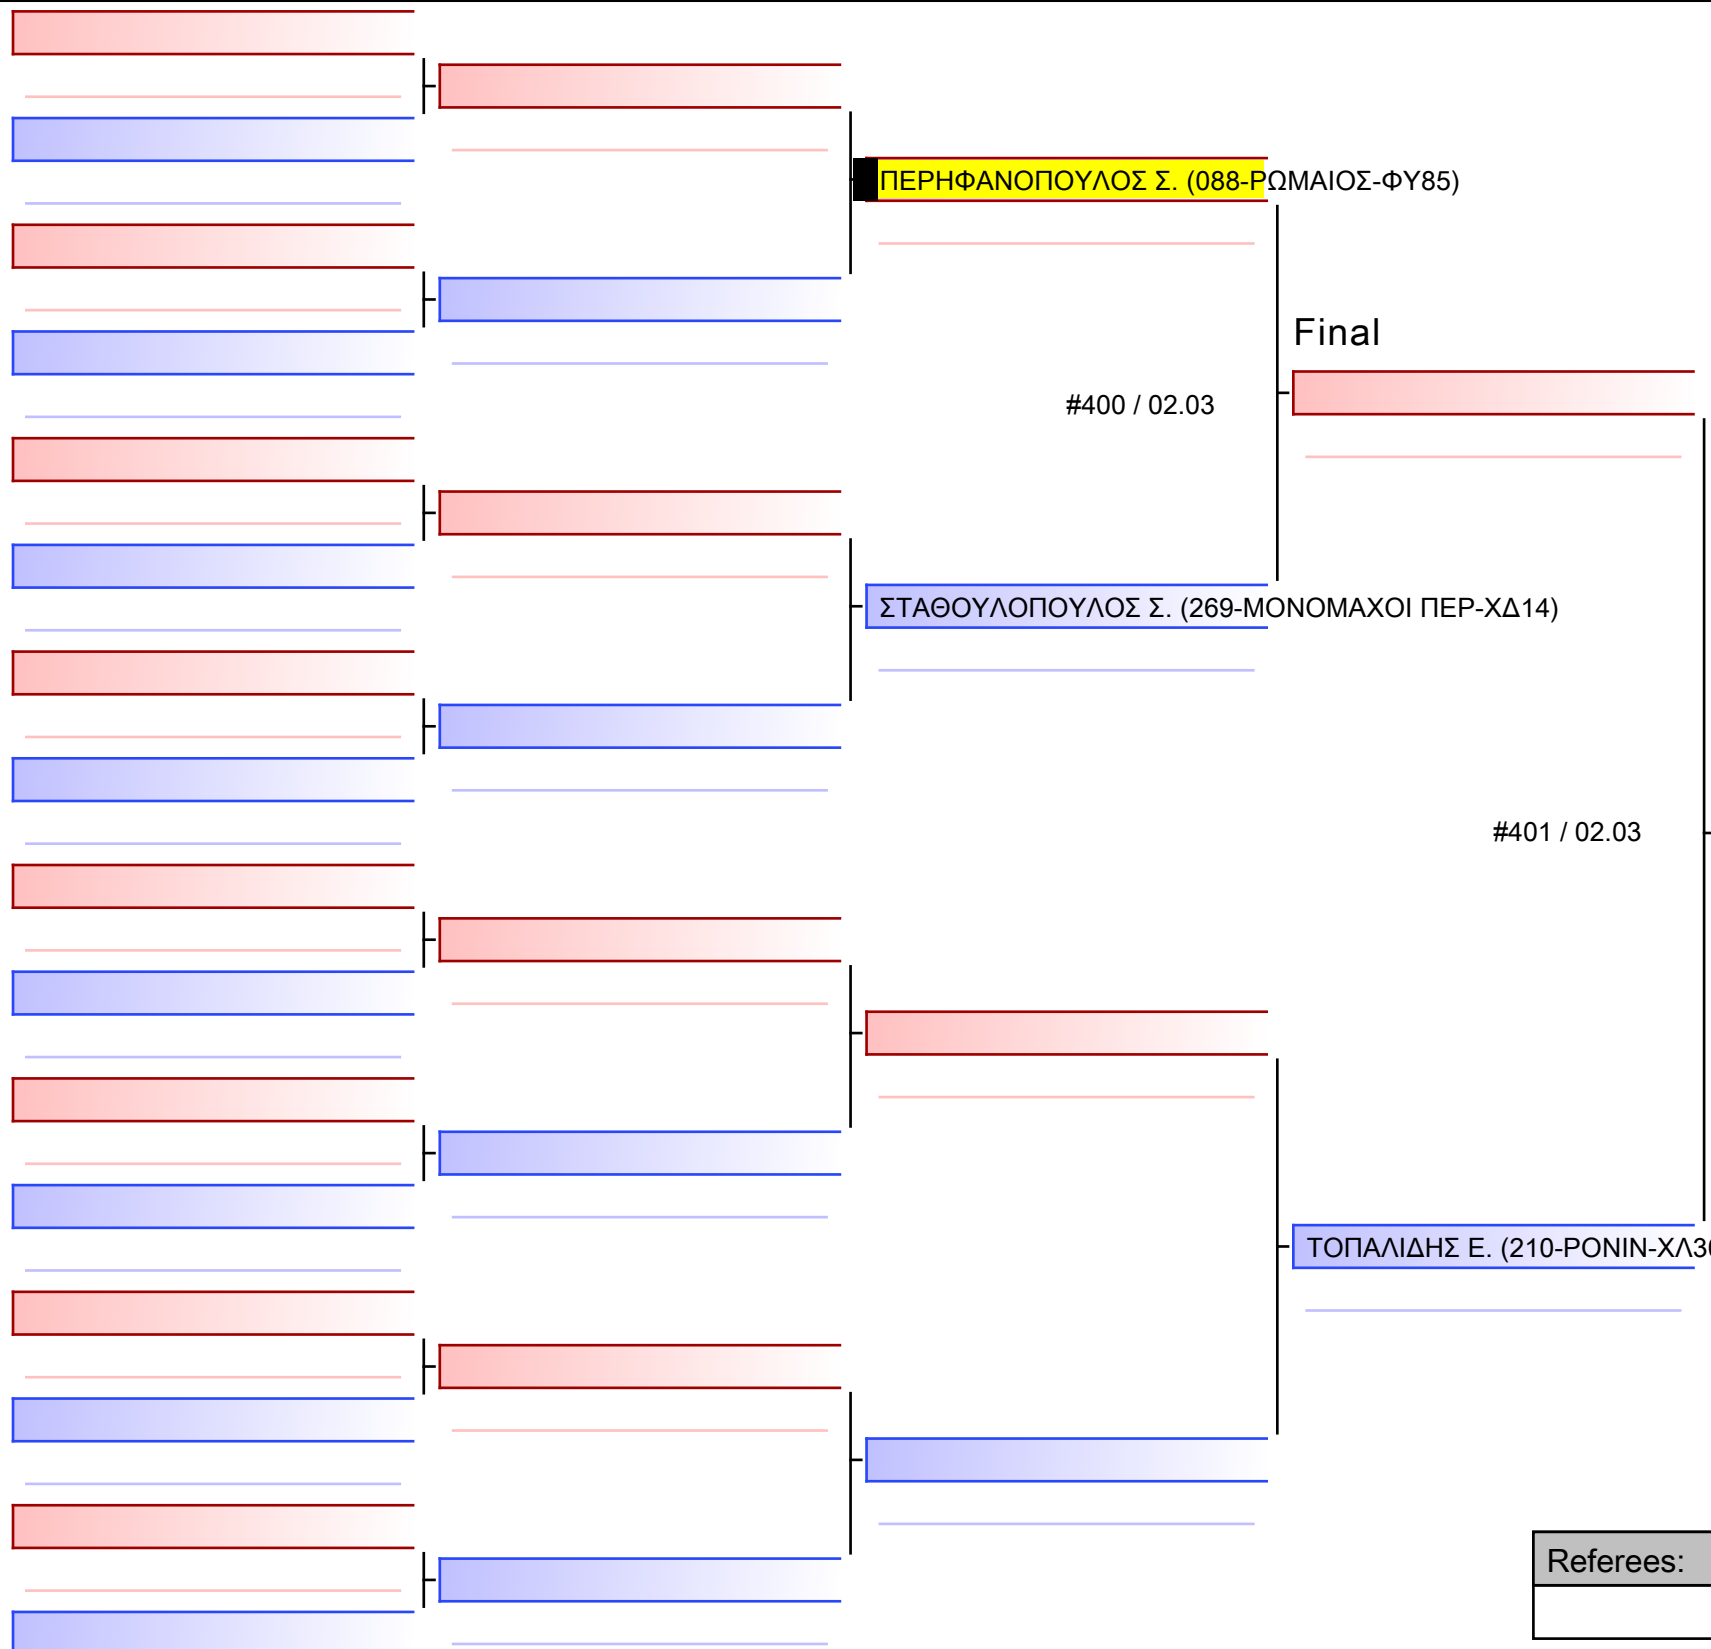 ΠΕΡΗΦΑΝΟΠΟΥΛΟΣ Σ. (088-ΡΩΜΑΙΟΣ-ΦΥ85)
Final
#400 / 02.03
ΣΤΑΘΟΥΛΟΠΟΥΛΟΣ Σ. (269-ΜΟΝΟΜΑΧΟΙ ΠΕΡ-ΧΔ14)
#401 / 02.03
ΤΟΠΑΛΙΔΗΣ Ε. (210-ΡΟΝΙΝ-ΧΛ3
Referees: